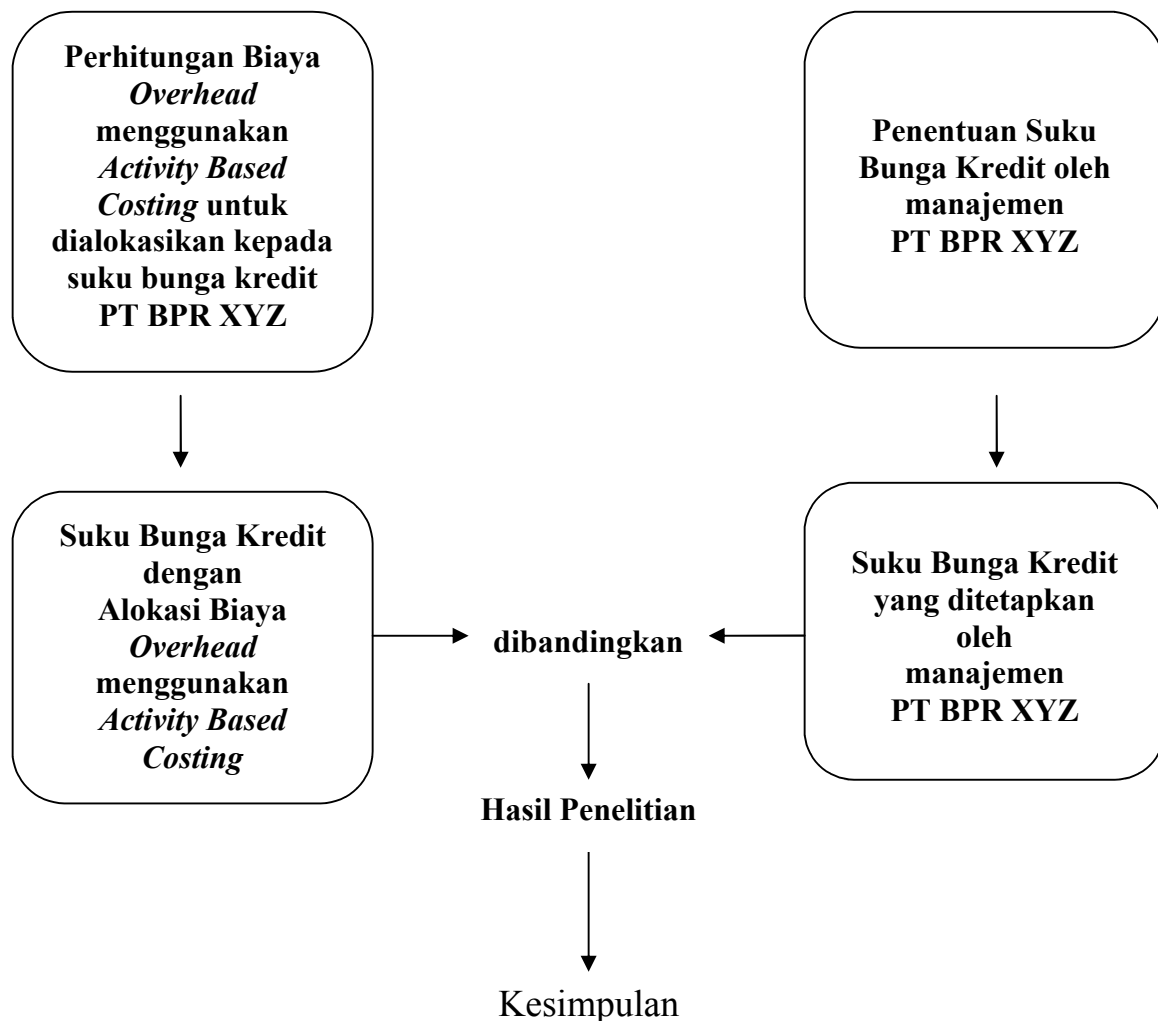 Perhitungan Biaya
Overhead
menggunakan
Activity Based
Costing untuk
dialokasikan kepada
suku bunga kredit
PT BPR XYZ
Penentuan Suku
Bunga Kredit oleh
manajemen
PT BPR XYZ
Suku Bunga Kredit
dengan
Alokasi Biaya
Overhead
menggunakan
Activity Based
Costing
dibandingkan
Suku Bunga Kredit
yang ditetapkan
oleh
manajemen
PT BPR XYZ
Hasil Penelitian
Kesimpulan